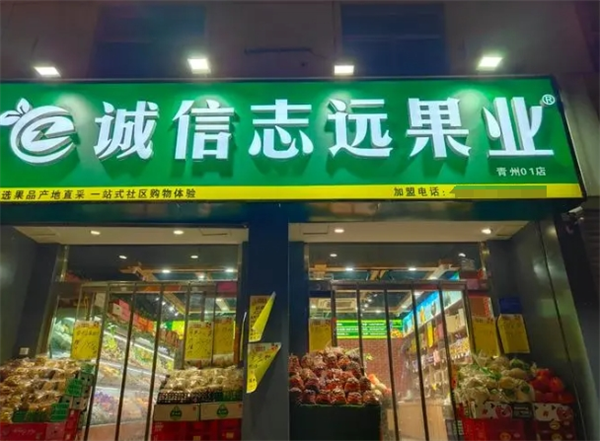 诚信志远果业®
青州01店
选果品产地直采 一站式社区购物体验
加盟电话: